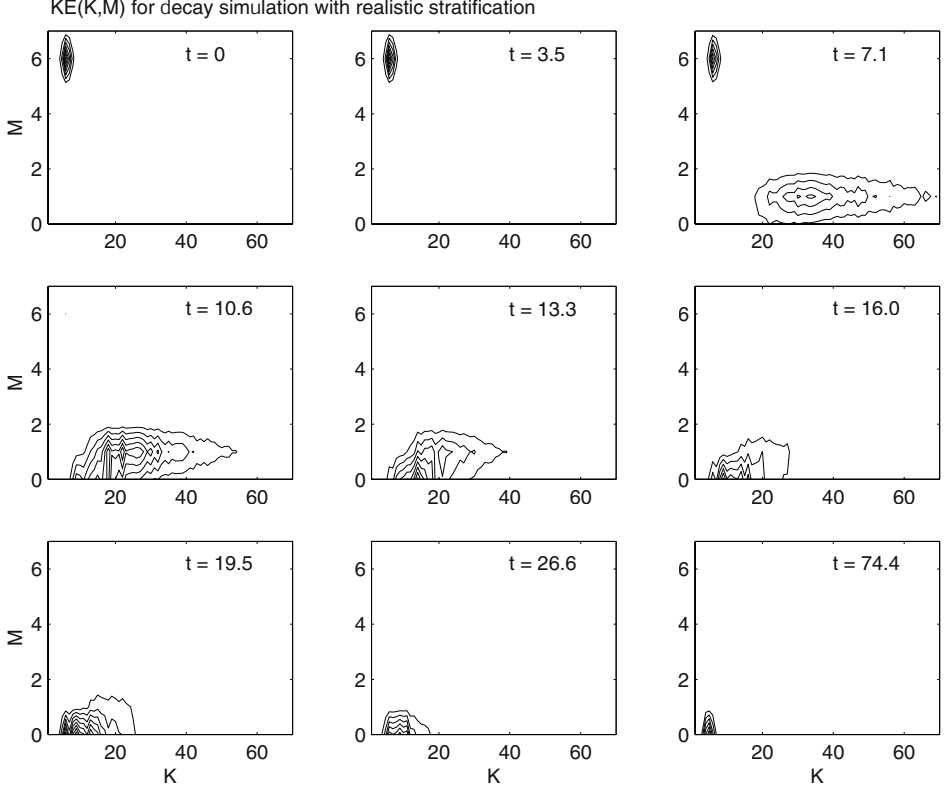 KE(K,M) for decay simulation with realistic stratification
t = 0
t = 3.5
t = 7.1
M
6
4
2
0
20 40 60
6
4
2
0
20 40 60
6
4
2
0
20 40 60
t = 10.6
t = 13.3
t = 16.0
M
6
4
2
0
20 40 60
6
4
2
0
20 40 60
6
4
2
0
20 40 60
t = 19.5
t = 26.6
t = 74.4
M
6
4
2
0
20 40 60
K
6
4
2
0
20 40 60
K
6
4
2
0
20 40 60
K